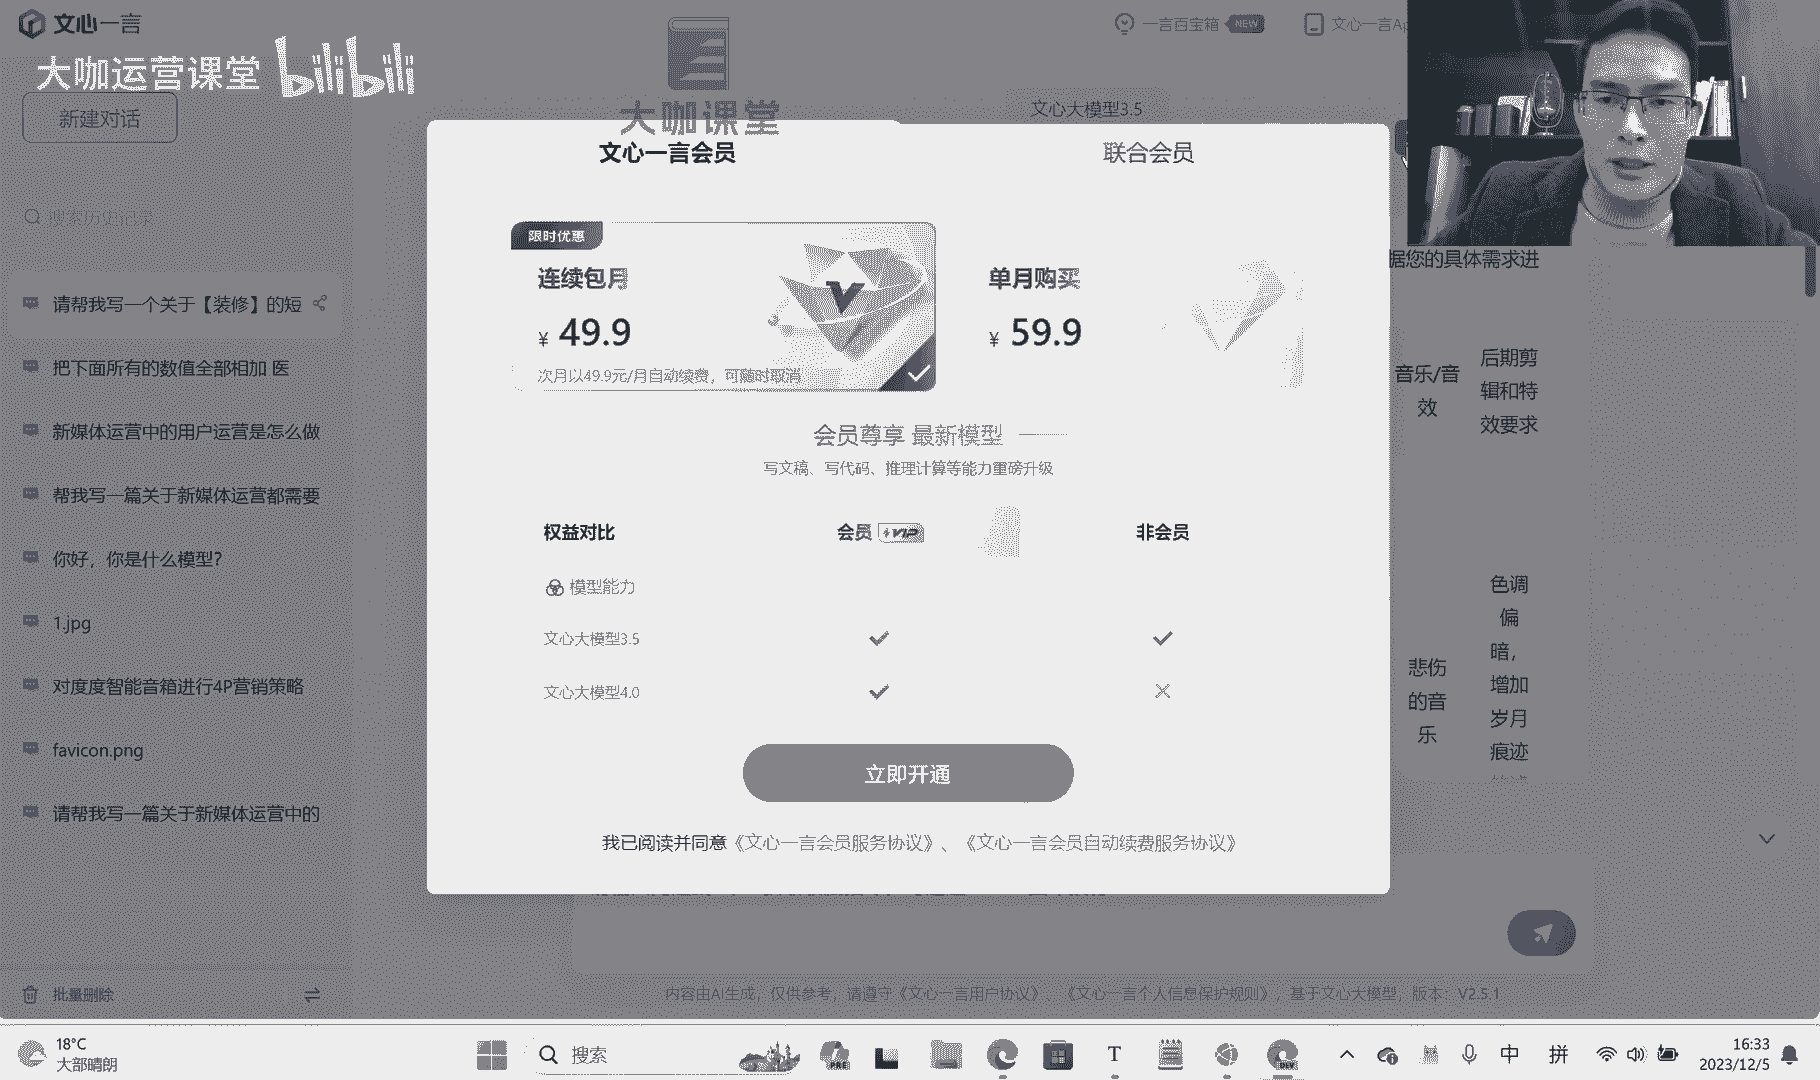 文心一言
一言百宝箱 NEW
文心一言Ap
大咖运营课堂 bilibili
新建对话
大咖课堂
文心大模型3.5
文心一言会员
联合会员
搜索历史记录
限时优惠
连续包月
¥ 49.9
次月以49.9元/月自动续费，可随时取消
单月购买
¥ 59.9
据您的具体需求进
请帮我写一个关于【装修】的短
把下面所有的数值全部相加 医
新媒体运营中的用户运营是怎么做
帮我写一篇关于新媒体运营都需要
你好，你是什么模型？
1.jpg
对度度智能音箱进行4P营销策略
favicon.png
请帮我写一篇关于新媒体运营中的
音乐/音
效
后期剪
辑和特
效要求
会员尊享 最新模型
写文稿、写代码、推理计算等能力重磅升级
权益对比
会员 VIP
非会员
模型能力
文心大模型3.5
文心大模型4.0
色调
偏
暗，
增加
岁月
痕迹
悲伤
的音
乐
立即开通
我已阅读并同意《文心一言会员服务协议》、《文心一言会员自动续费服务协议》
批量删除
内容由AI生成，仅供参考，请遵守《文心一言用户协议》、《文心一言个人信息保护规则》，基于文心大模型，版本：V2.5.1
18°C
大部晴朗
搜索
PRE
T
DEV
中
拼
16:33
2023/12/5